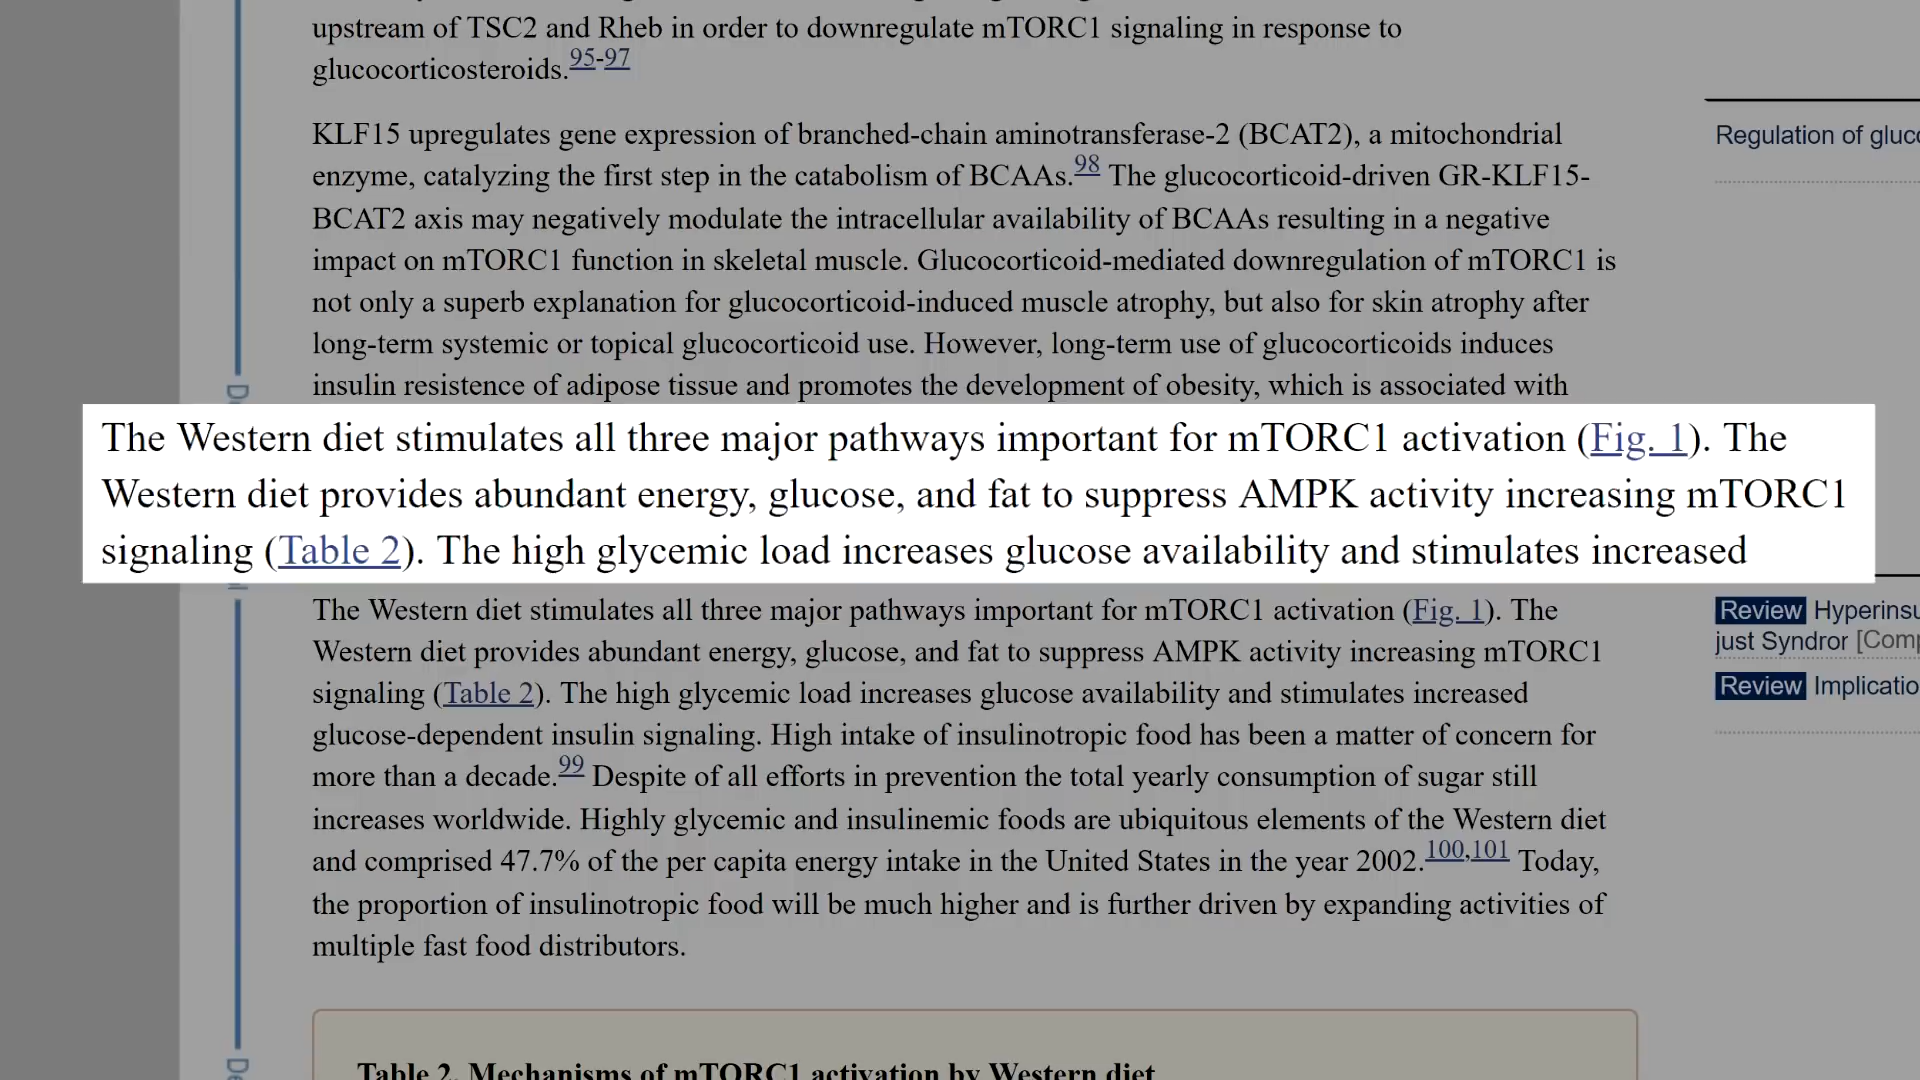 upstream of TSC2 and Rheb in order to downregulate mTORC1 signaling in response to
glucocorticosteroids.95-97
KLF15 upregulates gene expression of branched-chain aminotransferase-2 (BCAT2), a mitochondrial
enzyme, catalyzing the first step in the catabolism of BCAAs.98 The glucocorticoid-driven GR-KLF15-
BCAT2 axis may negatively modulate the intracellular availability of BCAAs resulting in a negative
impact on mTORC1 function in skeletal muscle. Glucocorticoid-mediated downregulation of mTORC1 is
not only a superb explanation for glucocorticoid-induced muscle atrophy, but also for skin atrophy after
long-term systemic or topical glucocorticoid use. However, long-term use of glucocorticoids induces
insulin resistence of adipose tissue and promotes the development of obesity, which is associated with
The Western diet stimulates all three major pathways important for mTORC1 activation (Fig. 1). The
Western diet provides abundant energy, glucose, and fat to suppress AMPK activity increasing mTORC1
signaling (Table 2). The high glycemic load increases glucose availability and stimulates increased
The Western diet stimulates all three major pathways important for mTORC1 activation (Fig. 1). The
Western diet provides abundant energy, glucose, and fat to suppress AMPK activity increasing mTORC1
signaling (Table 2). The high glycemic load increases glucose availability and stimulates increased
glucose-dependent insulin signaling. High intake of insulinotropic food has been a matter of concern for
more than a decade.99 Despite of all efforts in prevention the total yearly consumption of sugar still
increases worldwide. Highly glycemic and insulinemic foods are ubiquitous elements of the Western diet
and comprised 47.7% of the per capita energy intake in the United States in the year 2002.100,101 Today,
the proportion of insulinotropic food will be much higher and is further driven by expanding activities of
multiple fast food distributors.
Table 2. Mechanisms of mTORC1 activation by Western diet
Regulation of gluc
Review Hyperinsu
just Syndror [Comp
Review Implicatio